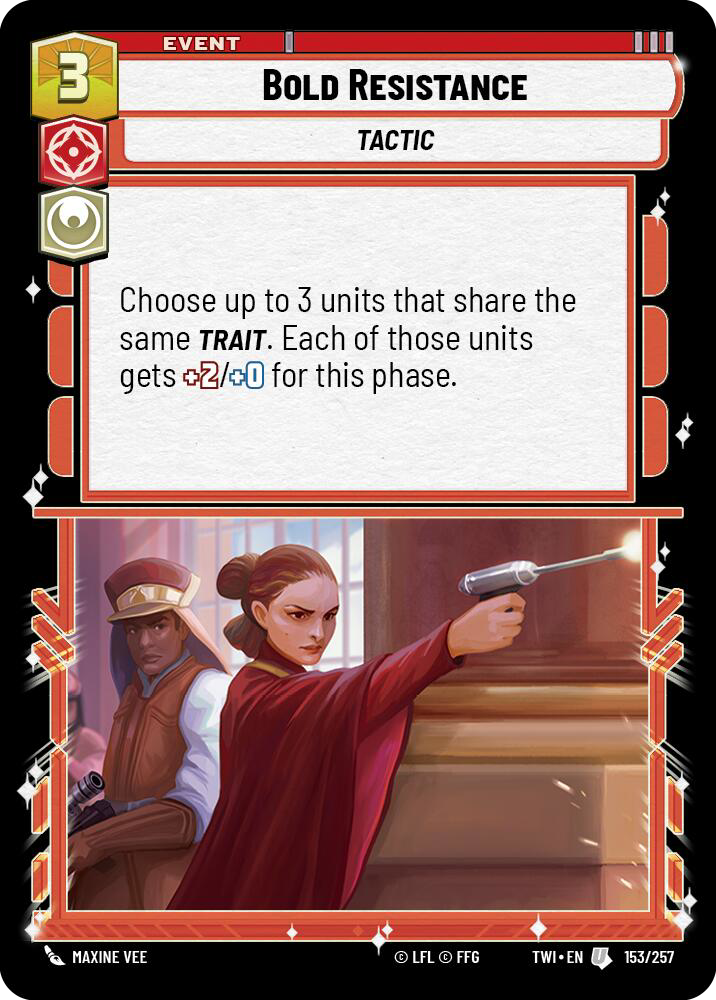 EVENT
3
BOLD RESISTANCE
TACTIC
Choose up to 3 units that share the
same TRAIT. Each of those units
gets +2/+0 for this phase.
MAXINE VEE
© LFL © FFG
TWI • EN
U
153/257